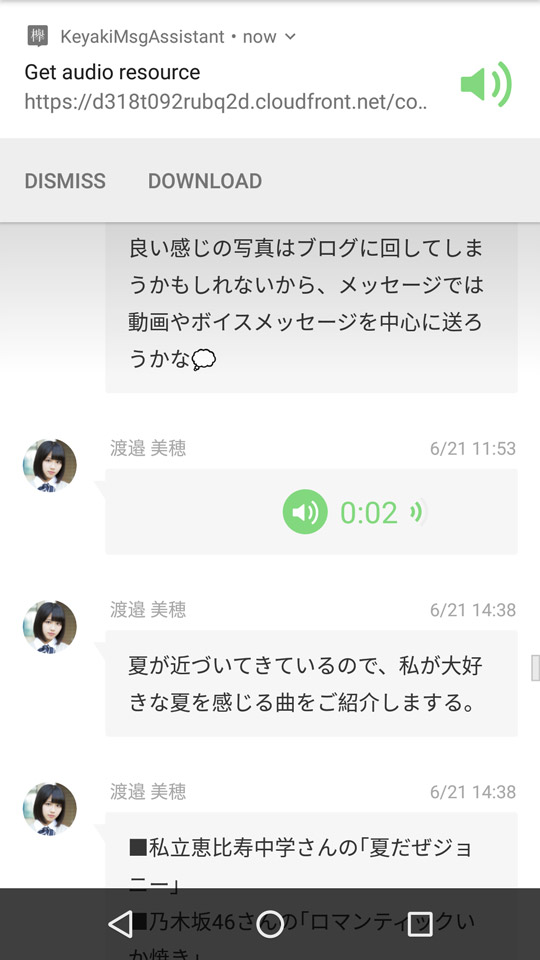 欅 KeyakiMsgAssistant • now
Get audio resource
https://d318t092rubq2d.cloudfront.net/co..
DISMISS DOWNLOAD
良い感じの写真はブログに回してしま
うかもしれないから、メッセージでは
動画やボイスメッセージを中心に送ろ
うかな💭
渡邉 美穂 6/21 11:53
0:02
渡邉 美穂 6/21 14:38
夏が近づいてきているので、私が大好
きな夏を感じる曲をご紹介しまする。
渡邉 美穂 6/21 14:38
■私立恵比寿中学さんの｢夏だぜジョ
ニー｣
■乃木坂46さんの｢ロマンティックい
か焼き｣